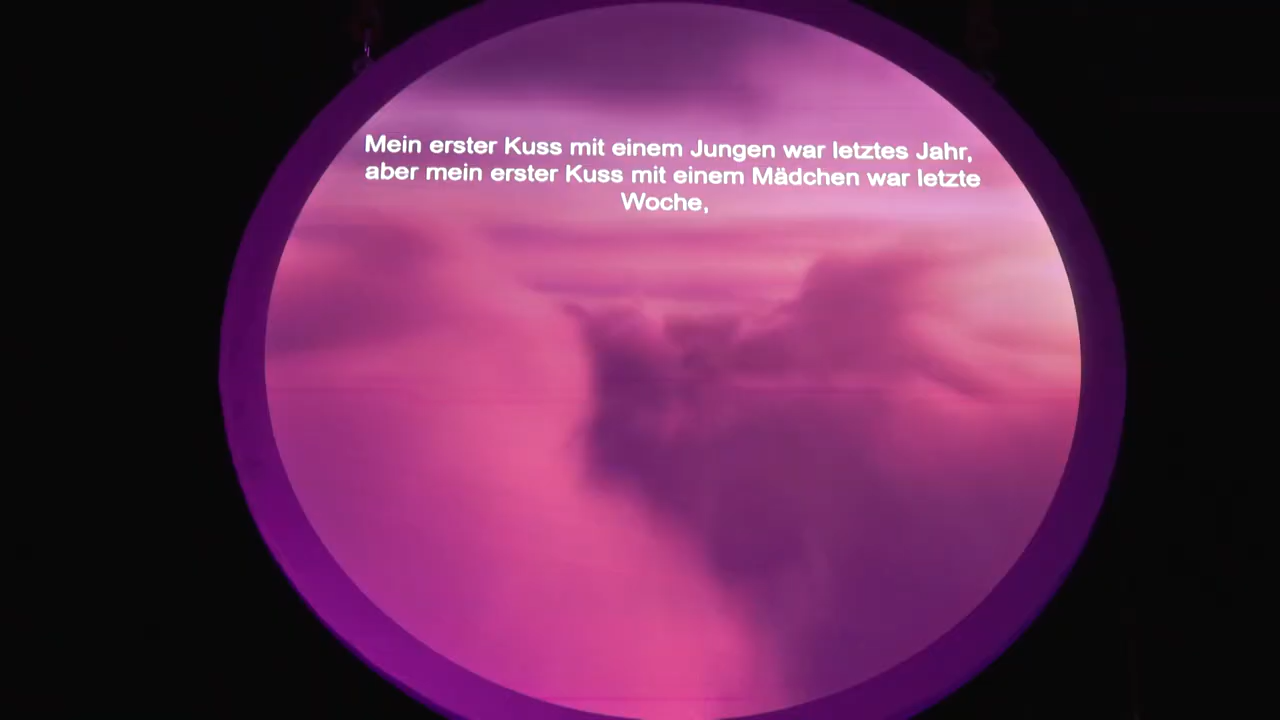 Mein erster Kuss mit einem Jungen war letztes Jahr,
aber mein erster Kuss mit einem Mädchen war letzte
Woche,